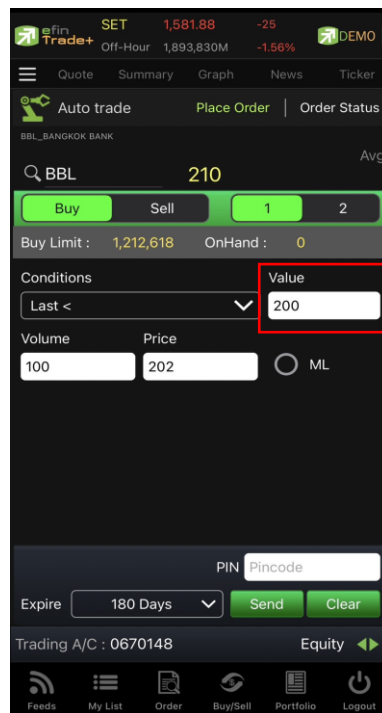 efin Trade+ SET 1,581.88 -25 DEMO
Off-Hour 1,893,830M -1.56%
Quote Summary Graph News Ticker
Auto trade Place Order | Order Status
BBL_BANGKOK BANK
Avg
BBL 210
Buy Sell 1 2
Buy Limit : 1,212,618 OnHand : 0
Conditions Value
Last < 200
Volume Price
100 202 ML
PIN Pincode
Expire 180 Days Send Clear
Trading A/C : 0670148 Equity
Feeds My List Order Buy/Sell Portfolio Logout